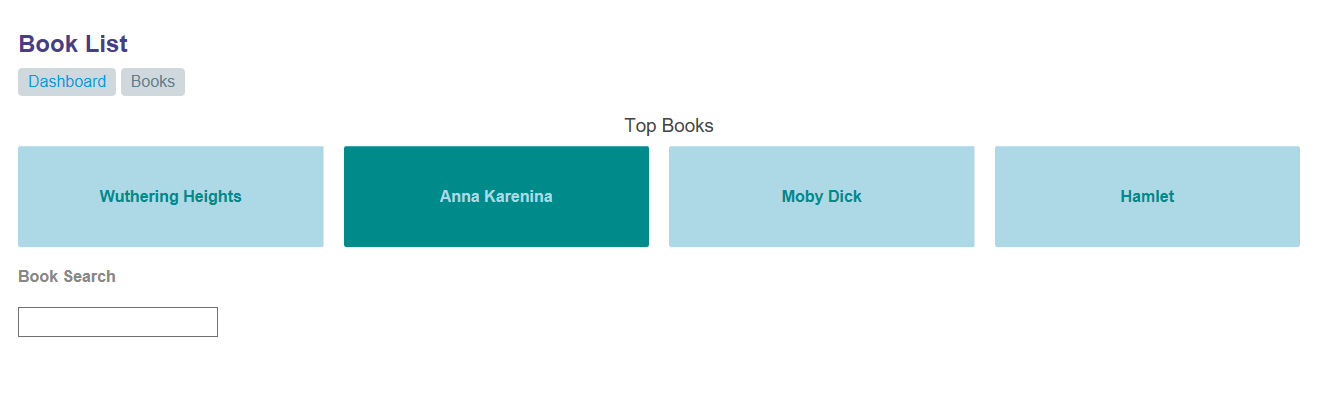 Book List
Dashboard Books
Top Books
Wuthering Heights Anna Karenina Moby Dick Hamlet
Book Search